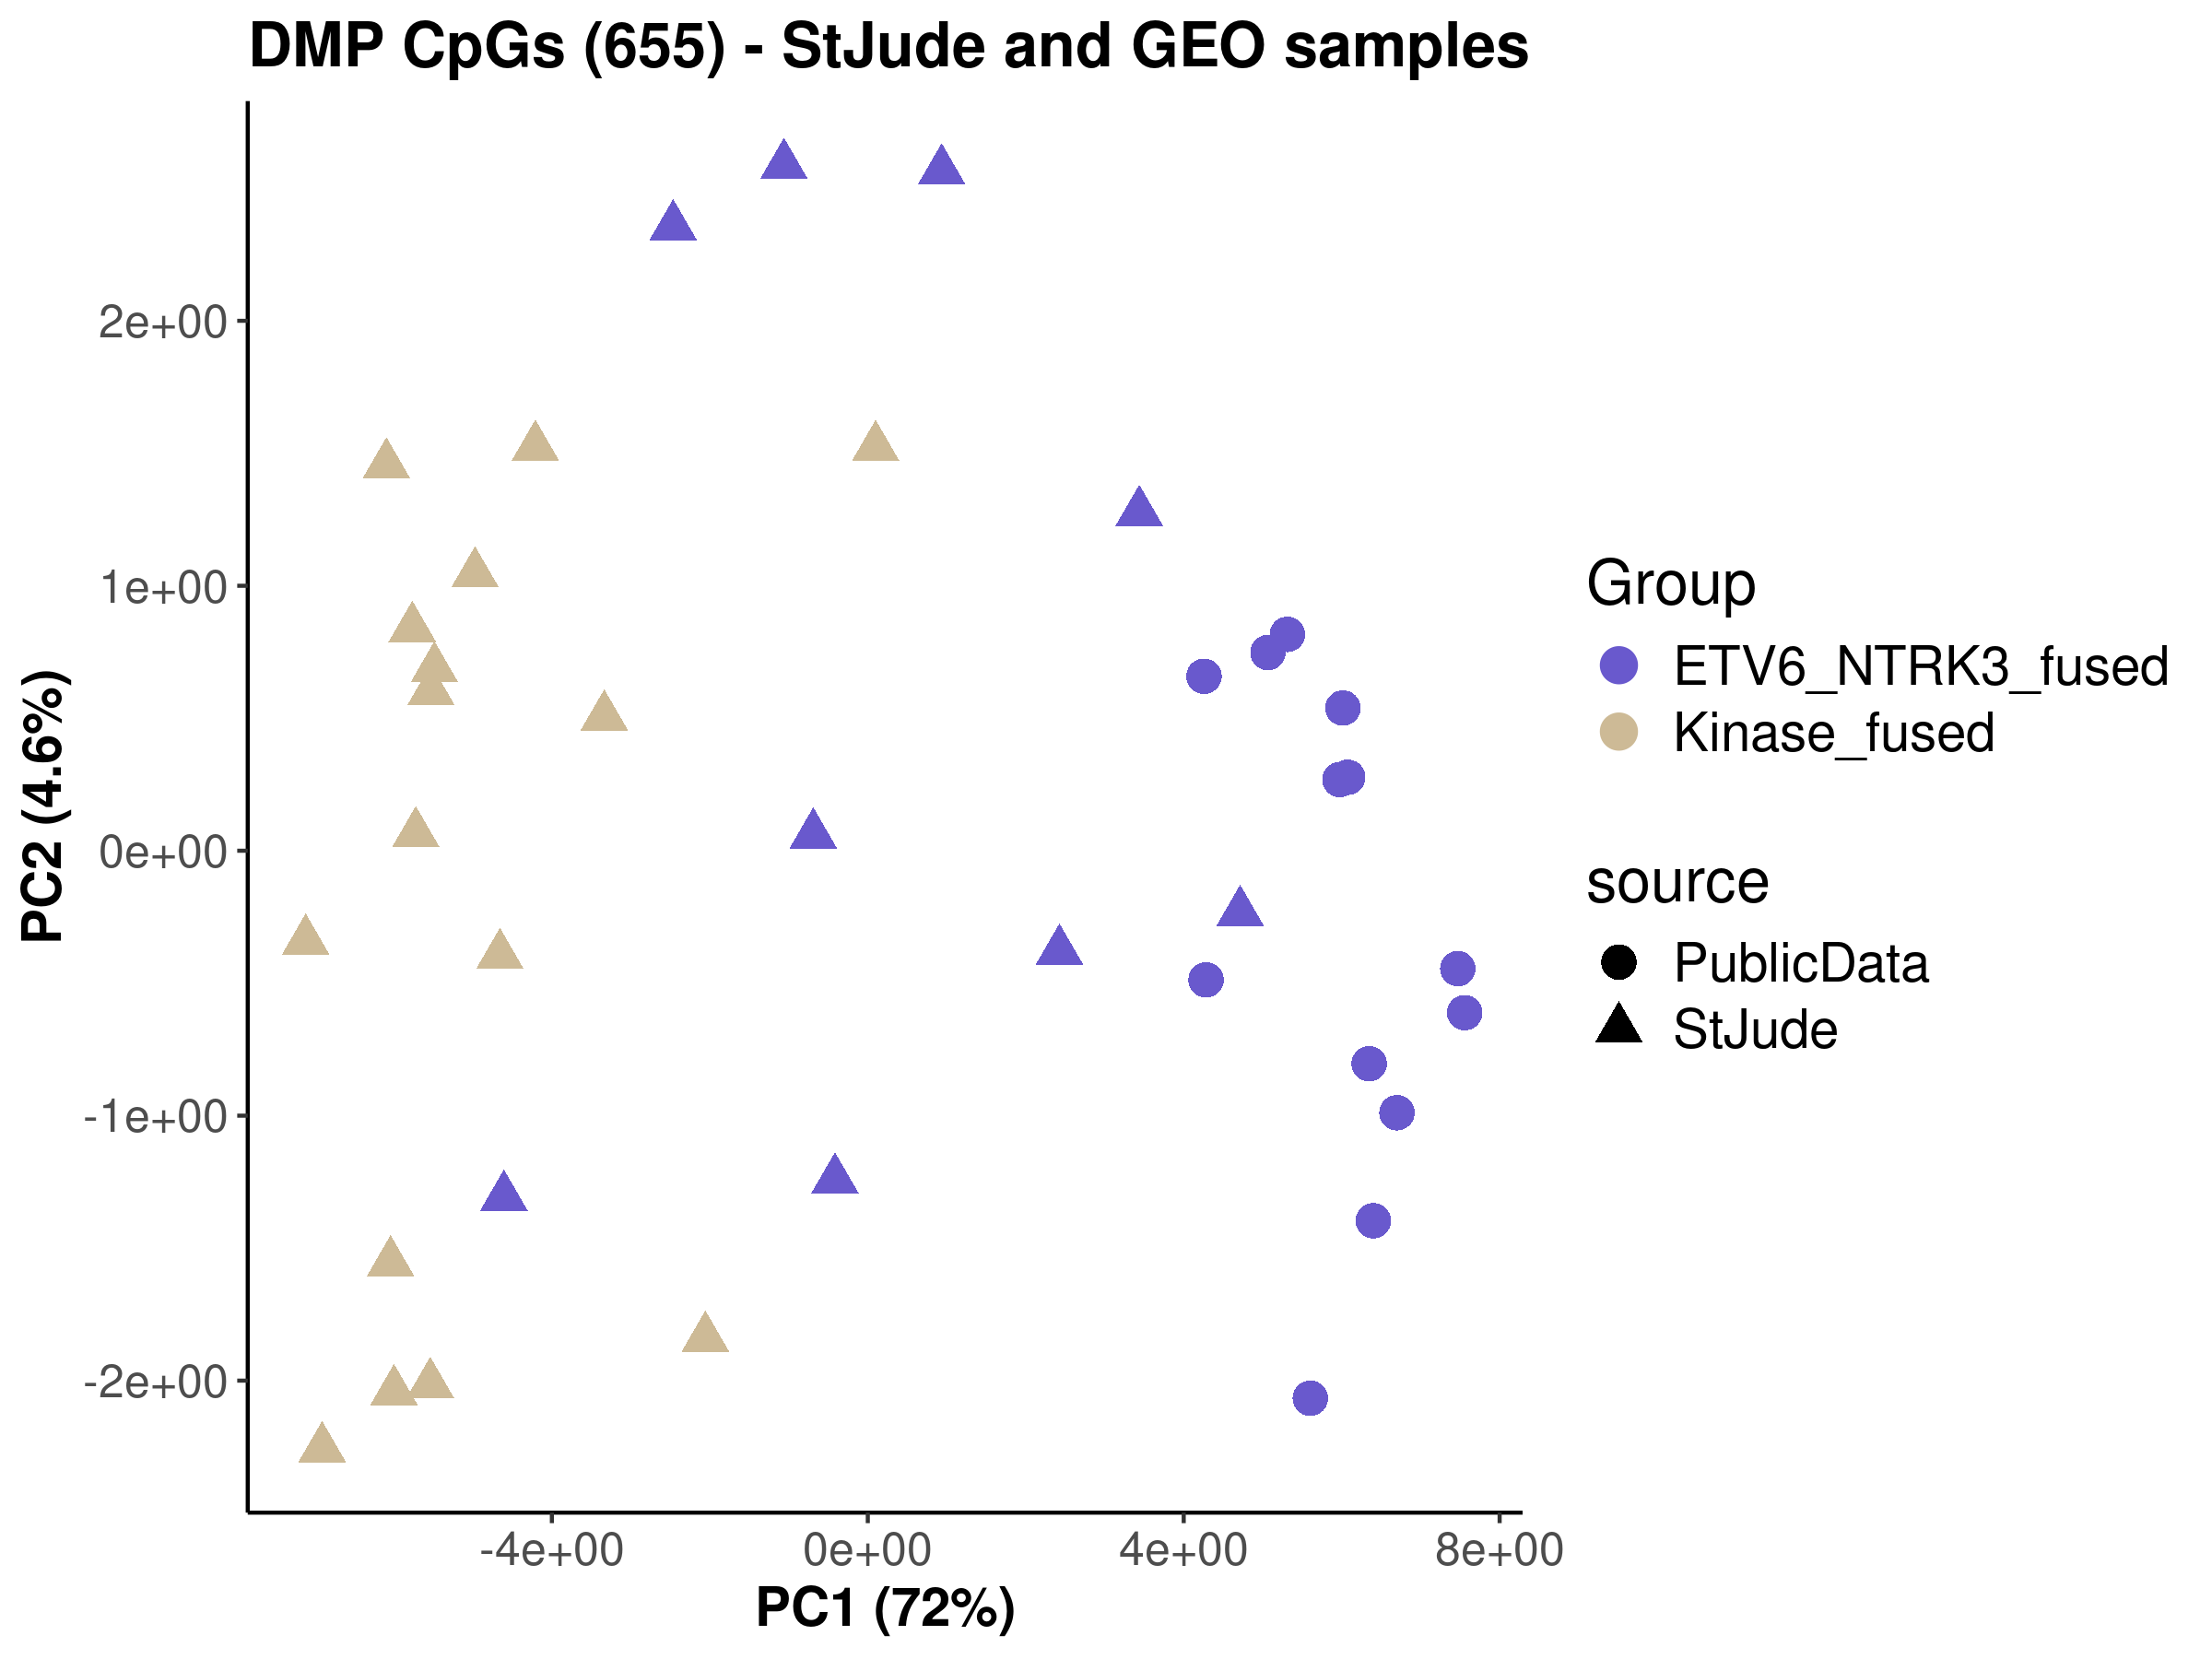 DMP CpGs (655) - StJude and GEO samples
PC2 (4.6%)
2e+00
1e+00
0e+00
-1e+00
-2e+00
-4e+00
0e+00
4e+00
8e+00
PC1 (72%)
Group
ETV6_NTRK3_fused
Kinase_fused
source
PublicData
StJude